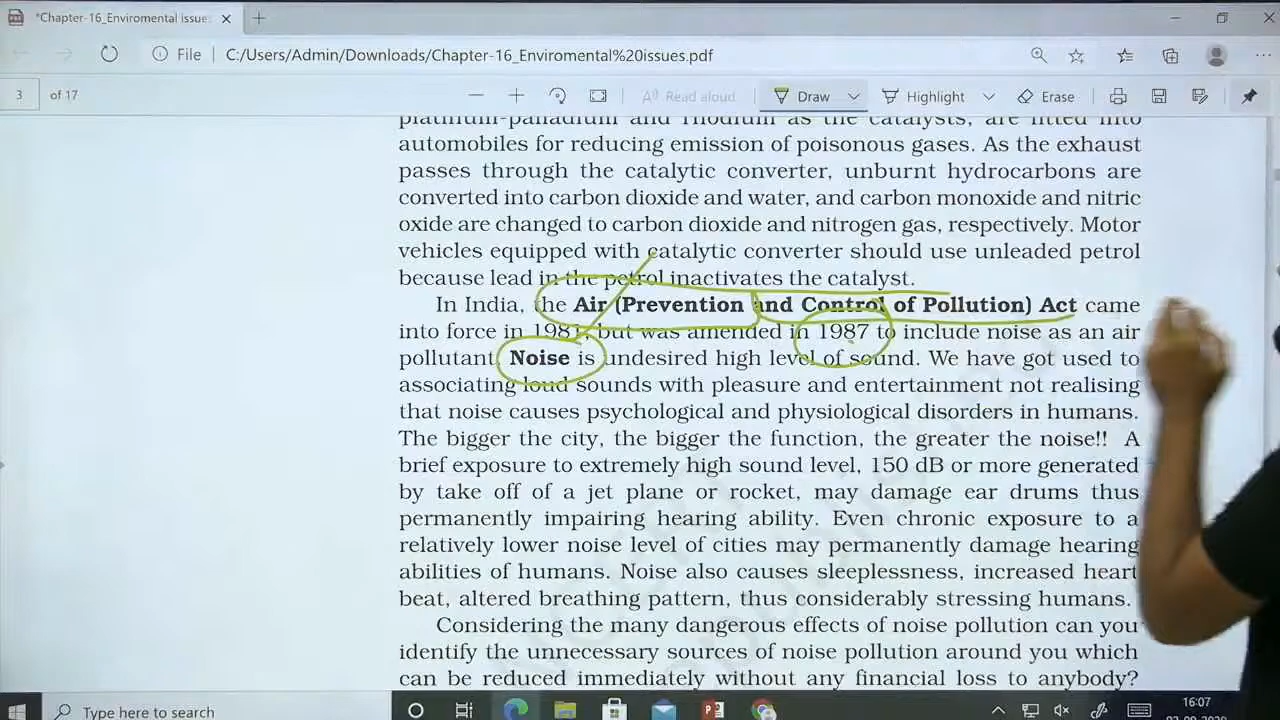 *Chapter-16_Enviromental issue
File C:/Users/Admin/Downloads/Chapter-16_Enviromental%20issues.pdf
3 of 17 Read aloud Draw Highlight Erase
platinum-palladium and rhodium as the catalysts, are fitted into
automobiles for reducing emission of poisonous gases. As the exhaust
passes through the catalytic converter, unburnt hydrocarbons are
converted into carbon dioxide and water, and carbon monoxide and nitric
oxide are changed to carbon dioxide and nitrogen gas, respectively. Motor
vehicles equipped with catalytic converter should use unleaded petrol
because lead in the petrol inactivates the catalyst.
In India, the Air (Prevention and Control of Pollution) Act came
into force in 1981, but was amended in 1987 to include noise as an air
pollutant Noise is undesired high level of sound. We have got used to
associating loud sounds with pleasure and entertainment not realising
that noise causes psychological and physiological disorders in humans.
The bigger the city, the bigger the function, the greater the noise!! A
brief exposure to extremely high sound level, 150 dB or more generated
by take off of a jet plane or rocket, may damage ear drums thus
permanently impairing hearing ability. Even chronic exposure to a
relatively lower noise level of cities may permanently damage hearing
abilities of humans. Noise also causes sleeplessness, increased heart
beat, altered breathing pattern, thus considerably stressing humans.
Considering the many dangerous effects of noise pollution can you
identify the unnecessary sources of noise pollution around you which
can be reduced immediately without any financial loss to anybody?
Type here to search
16:07